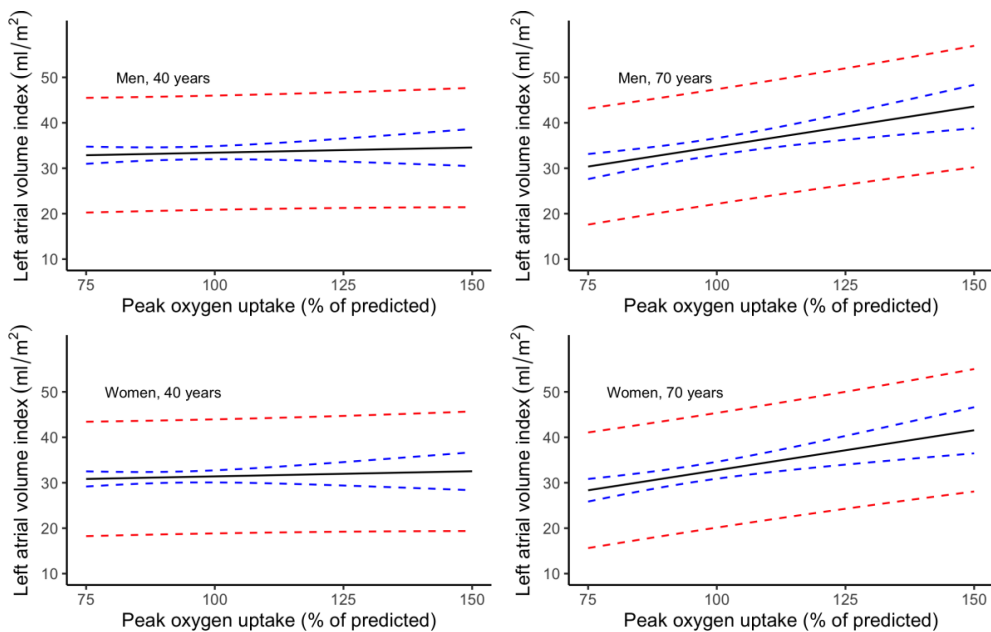 Left atrial volume index (ml/m²)
Men, 40 years
50
40
30
20
10
75 100 125 150
Peak oxygen uptake (% of predicted)
Left atrial volume index (ml/m²)
Men, 70 years
50
40
30
20
10
75 100 125 150
Peak oxygen uptake (% of predicted)
Left atrial volume index (ml/m²)
Women, 40 years
50
40
30
20
10
75 100 125 150
Peak oxygen uptake (% of predicted)
Left atrial volume index (ml/m²)
Women, 70 years
50
40
30
20
10
75 100 125 150
Peak oxygen uptake (% of predicted)